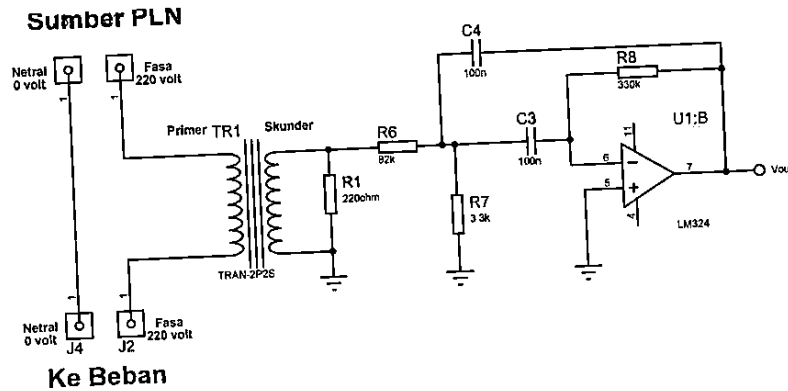 Sumber PLN
Netral
0 volt
Fasa
220 volt
1
1
Primer
TR1
Skunder
TRAN-2P2S
R1
220ohm
R6
82k
C4
100n
R8
330k
C3
100n
R7
3.3k
U1:B
11
6
5
7
4
LM324
1
1
Netral
0 volt
J4
J2
Fasa
220 volt
Ke Beban